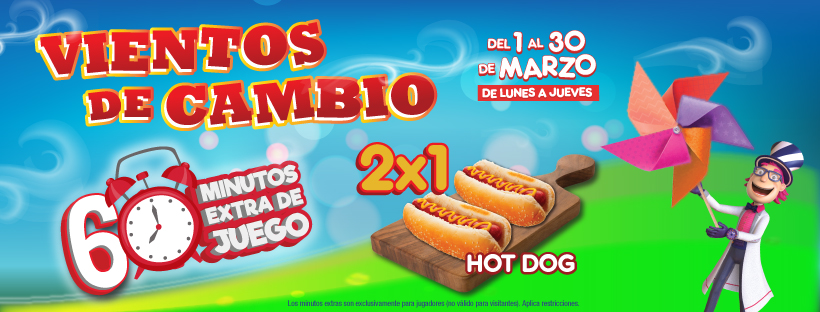 VIENTOS
DE CAMBIO
DEL 1 AL 30
DE MARZO
DE LUNES A JUEVES
60 MINUTOS
EXTRA DE
JUEGO
2x1
HOT DOG
Los minutos extras son exclusivamente para jugadores (no válido para visitantes). Aplica restricciones.